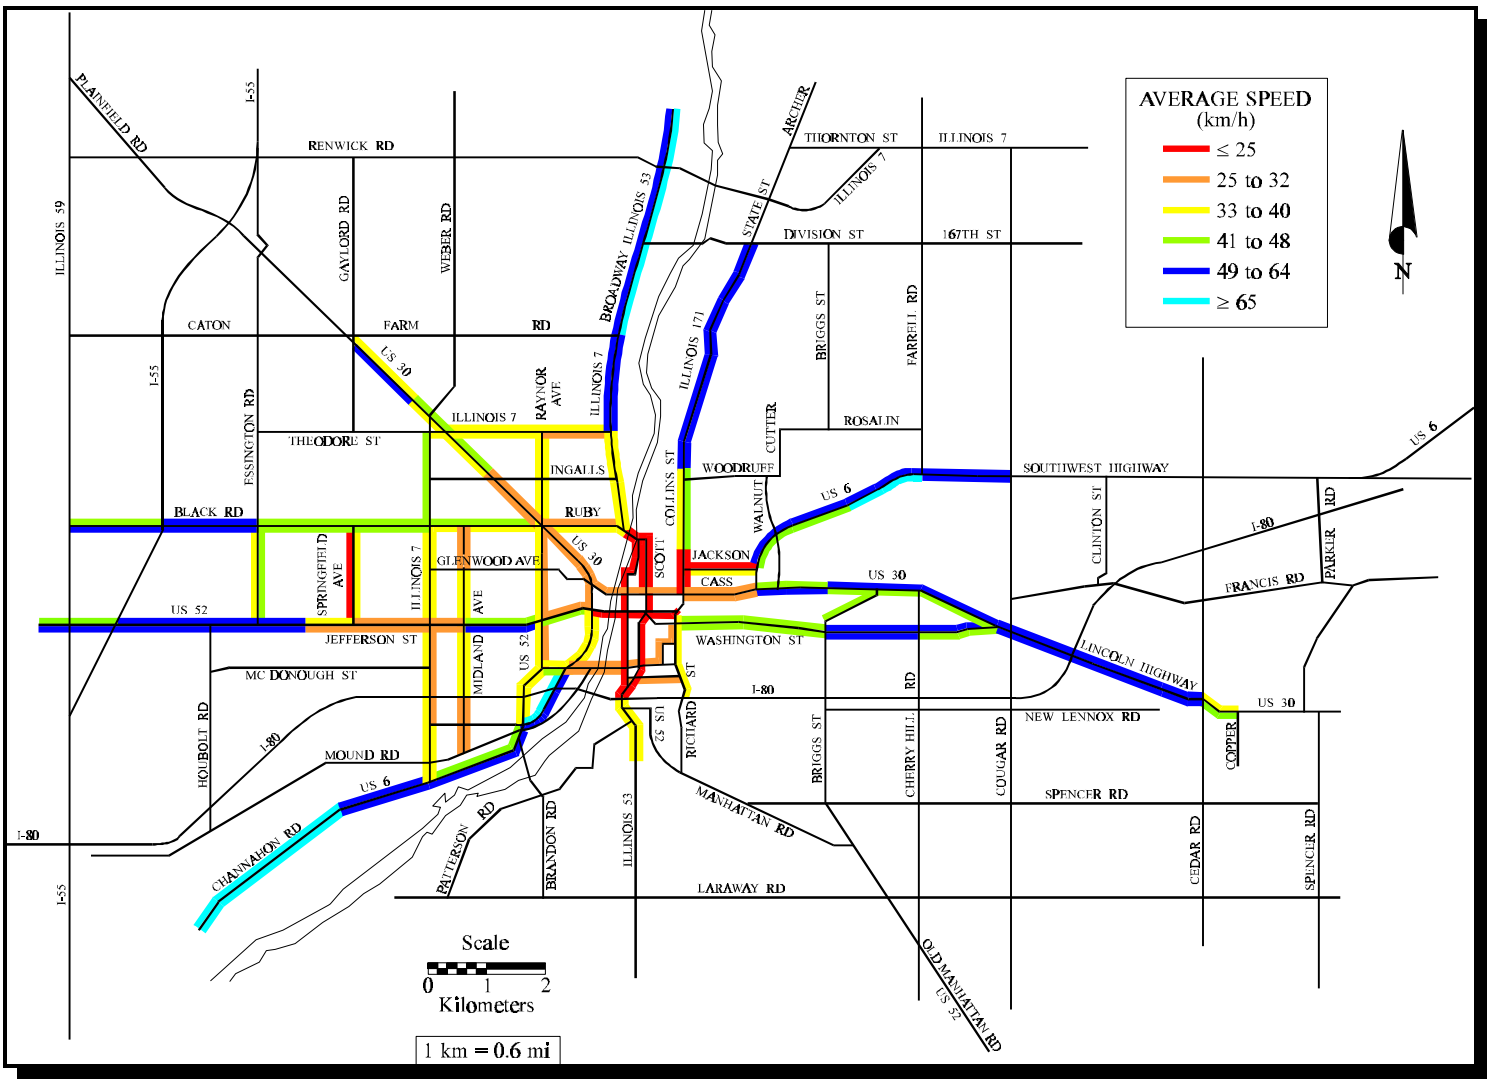 PLAINFIELD RD
I-55
RENWICK RD
ILLINOIS 59
GAYLORD RD
WEBER RD
BROADWAY
ILLINOIS 53
ARCHER
THORNTON ST
ILLINOIS 7
ILLINOIS 7
STATE ST
DIVISION ST
167TH ST
AVERAGE SPEED
(km/h)
≤ 25
25 to 32
33 to 40
41 to 48
49 to 64
≥ 65
N
CATON
FARM
RD
I-55
US 30
ILLINOIS 7
ILLINOIS 171
BRIGGS ST
FARRELL RD
ESSINGTON RD
RAYNOR
AVE
ILLINOIS 7
THEODORE ST
CUTTER
ROSALIN
US 6
INGALLS
COLLINS ST
WOODRUFF
SOUTHWEST HIGHWAY
BLACK RD
RUBY
WALNUT
US 6
CLINTON ST
I-80
PARKER RD
SPRINGFIELD
AVE
ILLINOIS 7
GLENWOOD AVE
US 30
SCOTT
JACKSON
CASS
US 30
FRANCIS RD
US 52
JEFFERSON ST
AVE
MIDLAND
US 52
WASHINGTON ST
LINCOLN HIGHWAY
MC DONOUGH ST
ST
RICHARD
I-80
RD
CHERRY HILL
US 30
NEW LENNOX RD
HOUBOLT RD
I-80
MOUND RD
US 52
BRIGGS ST
COUGAR RD
COPPER
US 6
MANHATTAN RD
SPENCER RD
I-80
CHANNAHON RD
PATTERSON RD
BRANDON RD
ILLINOIS 53
CEDAR RD
SPENCER RD
I-55
LARAWAY RD
OLD MANHATTAN RD
US 52
Scale
0 1 2
Kilometers
1 km = 0.6 mi